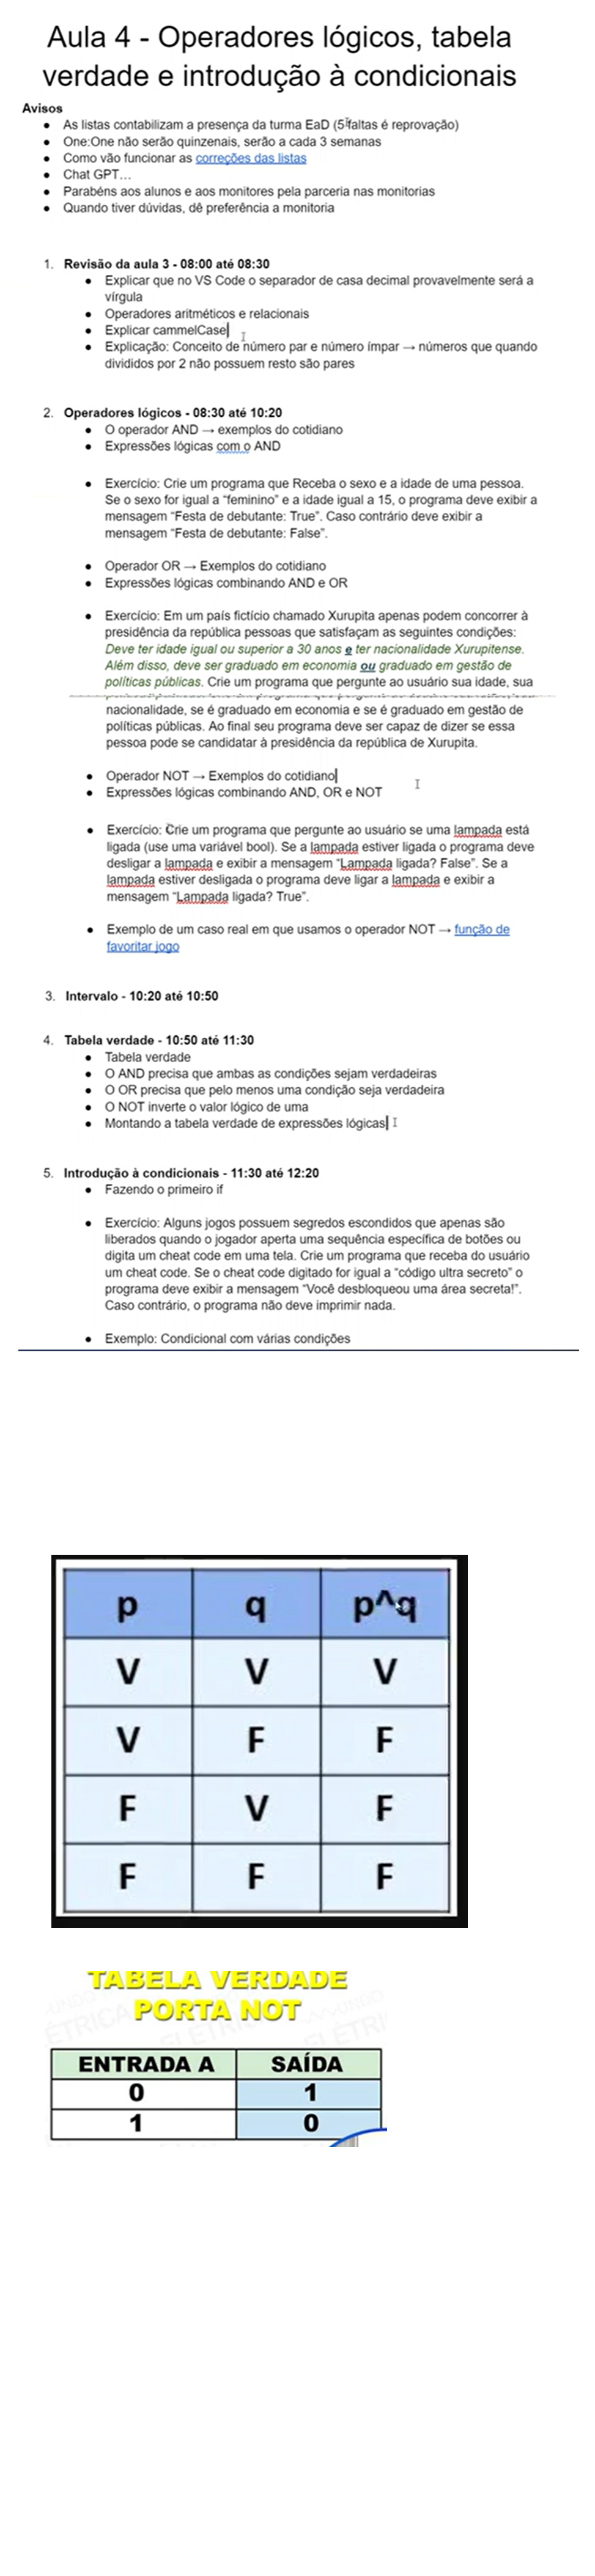 Aula 4 - Operadores lógicos, tabela
verdade e introdução à condicionais
Avisos
● As listas contabilizam a presença da turma EaD (5 faltas é reprovação)
● One:One não serão quinzenais, serão a cada 3 semanas
● Como vão funcionar as correções das listas
● Chat GPT...
● Parabéns aos alunos e aos monitores pela parceria nas monitorias
● Quando tiver dúvidas, dê preferência a monitoria
1. Revisão da aula 3 - 08:00 até 08:30
● Explicar que no VS Code o separador de casa decimal provavelmente será a
vírgula
● Operadores aritméticos e relacionais
● Explicar cammelCase
● Explicação: Conceito de número par e número ímpar → números que quando
divididos por 2 não possuem resto são pares
2. Operadores lógicos - 08:30 até 10:20
● O operador AND → exemplos do cotidiano
● Expressões lógicas com o AND
● Exercício: Crie um programa que Receba o sexo e a idade de uma pessoa.
Se o sexo for igual a “feminino” e a idade igual a 15, o programa deve exibir a
mensagem “Festa de debutante: True”. Caso contrário deve exibir a
mensagem “Festa de debutante: False”.
● Operador OR → Exemplos do cotidiano
● Expressões lógicas combinando AND e OR
● Exercício: Em um país fictício chamado Xurupita apenas podem concorrer à
presidência da república pessoas que satisfaçam as seguintes condições:
Deve ter idade igual ou superior a 30 anos e ter nacionalidade Xurupitense.
Além disso, deve ser graduado em economia ou graduado em gestão de
políticas públicas. Crie um programa que pergunte ao usuário sua idade, sua
nacionalidade, se é graduado em economia e se é graduado em gestão de
políticas públicas. Ao final seu programa deve ser capaz de dizer se essa
pessoa pode se candidatar à presidência da república de Xurupita.
● Operador NOT → Exemplos do cotidiano
● Expressões lógicas combinando AND, OR e NOT
● Exercício: Crie um programa que pergunte ao usuário se uma lampada está
ligada (use uma variável bool). Se a lampada estiver ligada o programa deve
desligar a lampada e exibir a mensagem “Lampada ligada? False”. Se a
lampada estiver desligada o programa deve ligar a lampada e exibir a
mensagem “Lampada ligada? True”.
● Exemplo de um caso real em que usamos o operador NOT → função de
favoritar jogo
3. Intervalo - 10:20 até 10:50
4. Tabela verdade - 10:50 até 11:30
● Tabela verdade
● O AND precisa que ambas as condições sejam verdadeiras
● O OR precisa que pelo menos uma condição seja verdadeira
● O NOT inverte o valor lógico de uma
● Montando a tabela verdade de expressões lógicas
5. Introdução à condicionais - 11:30 até 12:20
● Fazendo o primeiro if
● Exercício: Alguns jogos possuem segredos escondidos que apenas são
liberados quando o jogador aperta uma sequência específica de botões ou
digita um cheat code em uma tela. Crie um programa que receba do usuário
um cheat code. Se o cheat code digitado for igual a “código ultra secreto” o
programa deve exibir a mensagem “Você desbloqueou uma área secreta!”.
Caso contrário, o programa não deve imprimir nada.
● Exemplo: Condicional com várias condições
p q p^q
V V V
V F F
F V F
F F F
TABELA VERDADE
PORTA NOT
ENTRADA A SAÍDA
0 1
1 0